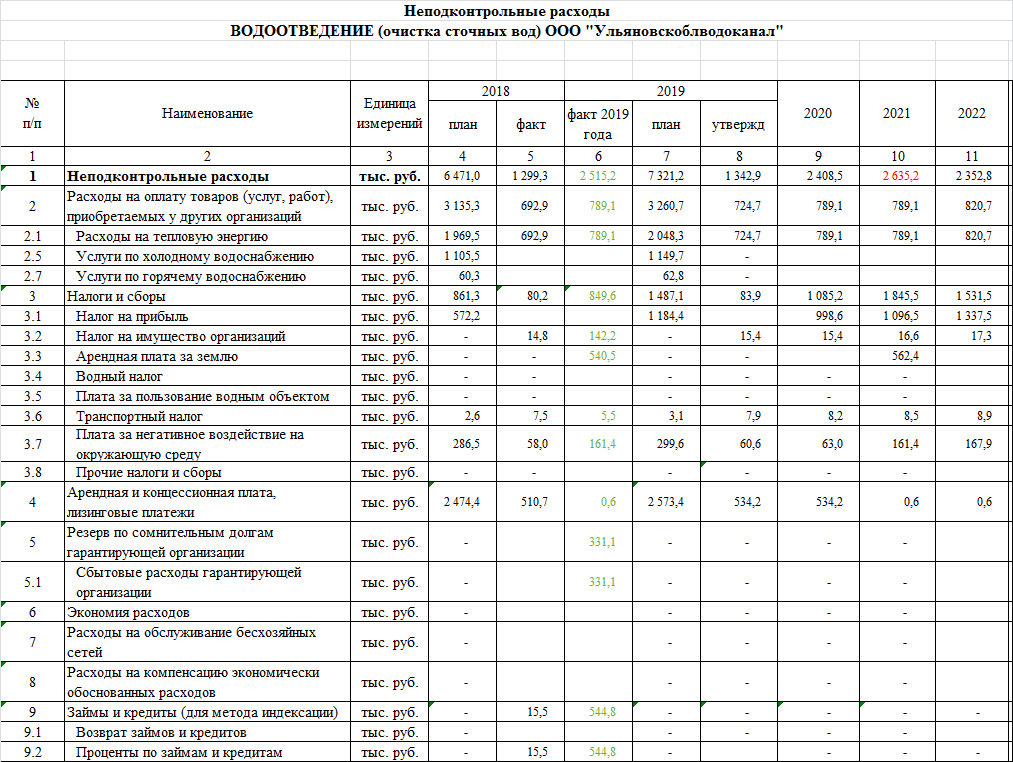 Неподконтрольные расходы
ВОДООТВЕДЕНИЕ (очистка сточных вод) ООО "Ульяновскоблводоканал"
№ п/п Наименование Единица измерений 2018 2019 2020 2021 2022
план факт факт 2019 года план утвержд
1 2 3 4 5 6 7 8 9 10 11
1 Неподконтрольные расходы тыс. руб. 6 471,0 1 299,3 2 515,2 7 321,2 1 342,9 2 408,5 2 635,2 2 352,8
2 Расходы на оплату товаров (услуг, работ), приобретаемых у других организаций тыс. руб. 3 135,3 692,9 789,1 3 260,7 724,7 789,1 789,1 820,7
2.1 Расходы на тепловую энергию тыс. руб. 1 969,5 692,9 789,1 2 048,3 724,7 789,1 789,1 820,7
2.5 Услуги по холодному водоснабжению тыс. руб. 1 105,5 1 149,7 -
2.7 Услуги по горячему водоснабжению тыс. руб. 60,3 62,8 -
3 Налоги и сборы тыс. руб. 861,3 80,2 849,6 1 487,1 83,9 1 085,2 1 845,5 1 531,5
3.1 Налог на прибыль тыс. руб. 572,2 1 184,4 998,6 1 096,5 1 337,5
3.2 Налог на имущество организаций тыс. руб. - 14,8 142,2 - 15,4 15,4 16,6 17,3
3.3 Арендная плата за землю тыс. руб. - - 540,5 - - - 562,4
3.4 Водный налог тыс. руб. - - - - - -
3.5 Плата за пользование водным объектом тыс. руб. - - - - - -
3.6 Транспортный налог тыс. руб. 2,6 7,5 5,5 3,1 7,9 8,2 8,5 8,9
3.7 Плата за негативное воздействие на окружающую среду тыс. руб. 286,5 58,0 161,4 299,6 60,6 63,0 161,4 167,9
3.8 Прочие налоги и сборы тыс. руб. - - - - - -
4 Арендная и концессионная плата, лизинговые платежи тыс. руб. 2 474,4 510,7 0,6 2 573,4 534,2 534,2 0,6 0,6
5 Резерв по сомнительным долгам гарантирующей организации тыс. руб. - 331,1 - - - -
5.1 Сбытовые расходы гарантирующей организации тыс. руб. - 331,1 - - - -
6 Экономия расходов тыс. руб. - - - - -
7 Расходы на обслуживание бесхозяйных сетей тыс. руб. - - - - -
8 Расходы на компенсацию экономически обоснованных расходов тыс. руб. - - - - -
9 Займы и кредиты (для метода индексации) тыс. руб. - 15,5 544,8 - - - - -
9.1 Возврат займов и кредитов тыс. руб. - - - - -
9.2 Проценты по займам и кредитам тыс. руб. - 15,5 544,8 - - - - -